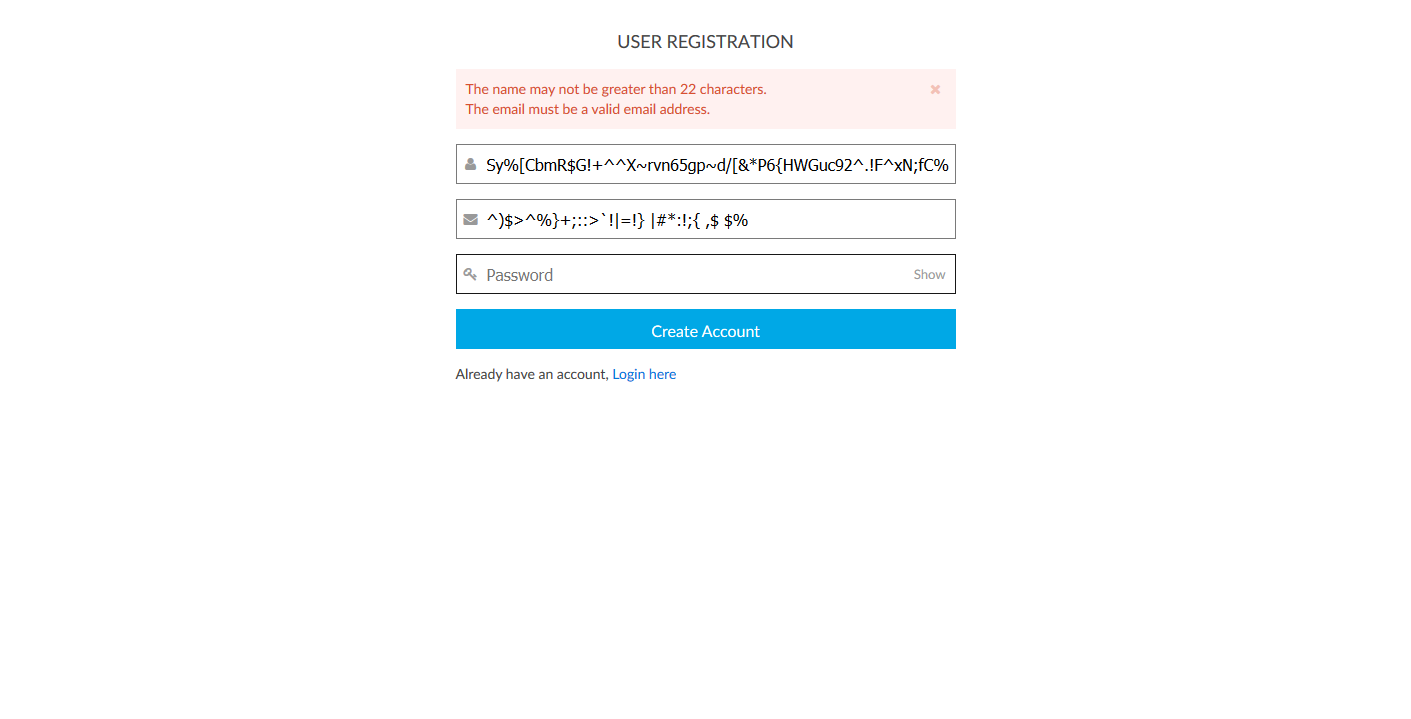 USER REGISTRATION
The name may not be greater than 22 characters.
The email must be a valid email address.
Sy%[CbmR$G!+^^X~rvn65gp~d/[&*P6{HWGuc92^.!F^xN;fC%
^)$>^%}+;::>`!|=!} |#*:!;{ ,$ $%
Password
Show
Create Account
Already have an account, Login here